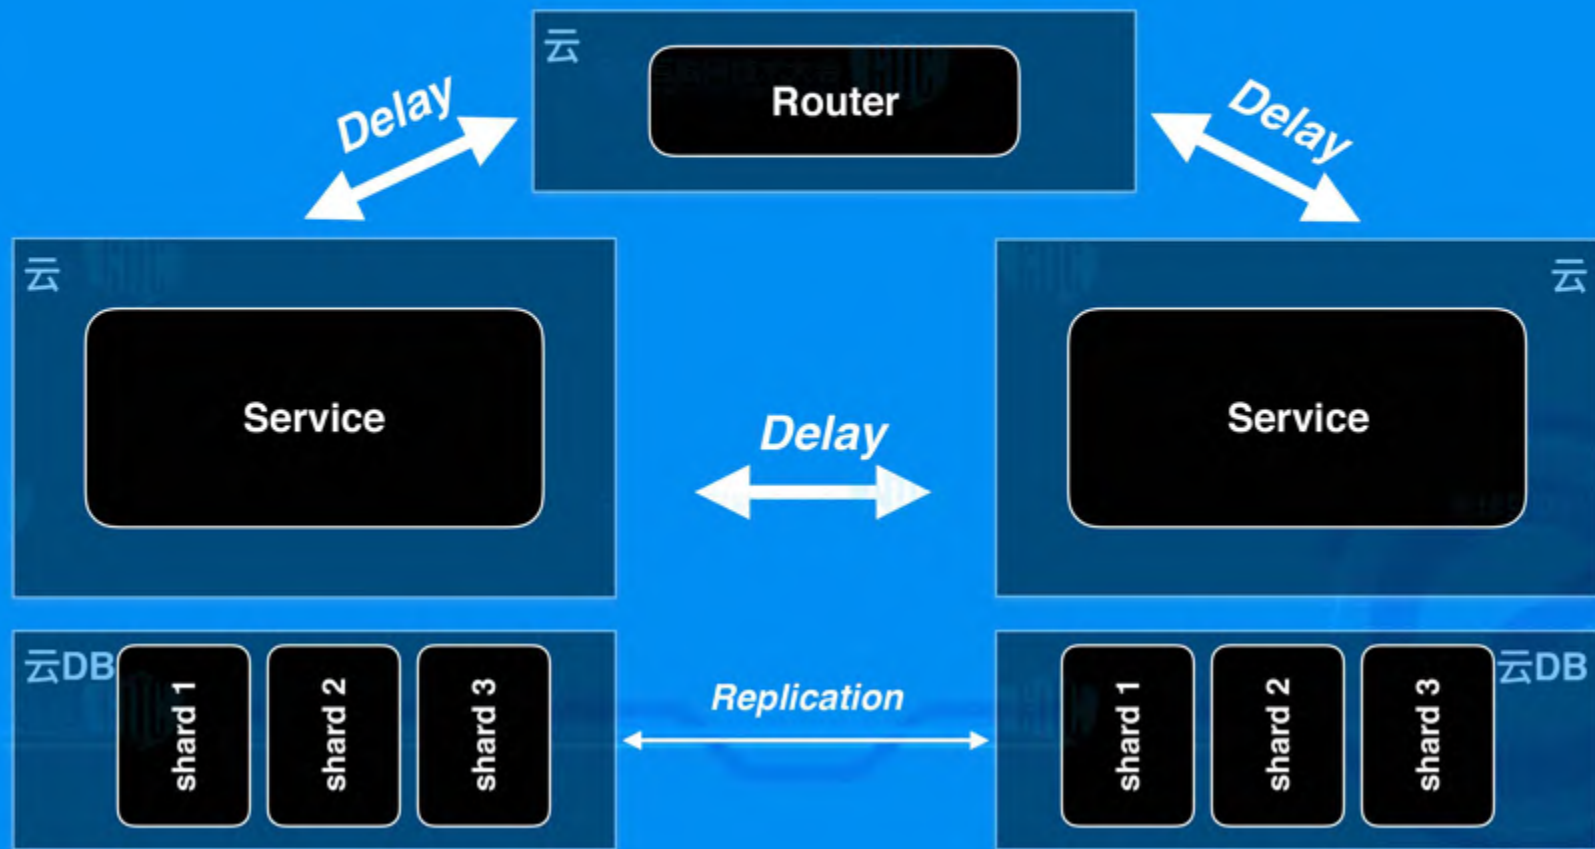 云
Router
Delay
Delay
云
Service
Delay
云
Service
云DB
shard 1
shard 2
shard 3
Replication
shard 1
shard 2
shard 3
云DB